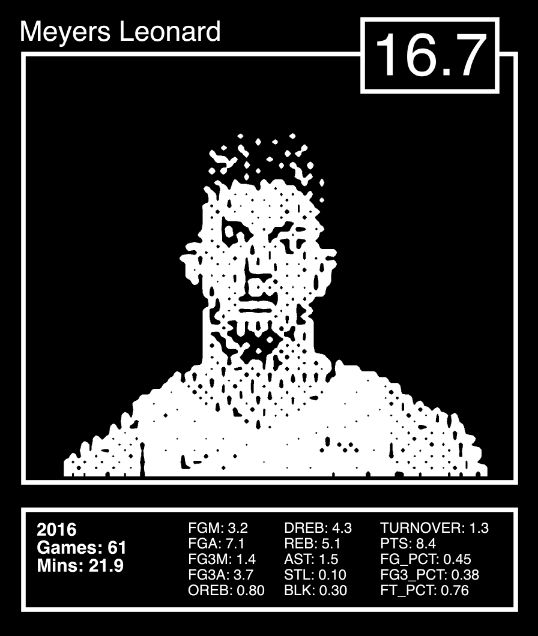 Meyers Leonard
16.7
2016
Games: 61
Mins: 21.9
FGM: 3.2
FGA: 7.1
FG3M: 1.4
FG3A: 3.7
OREB: 0.80
DREB: 4.3
REB: 5.1
AST: 1.5
STL: 0.10
BLK: 0.30
TURNOVER: 1.3
PTS: 8.4
FG_PCT: 0.45
FG3_PCT: 0.38
FT_PCT: 0.76